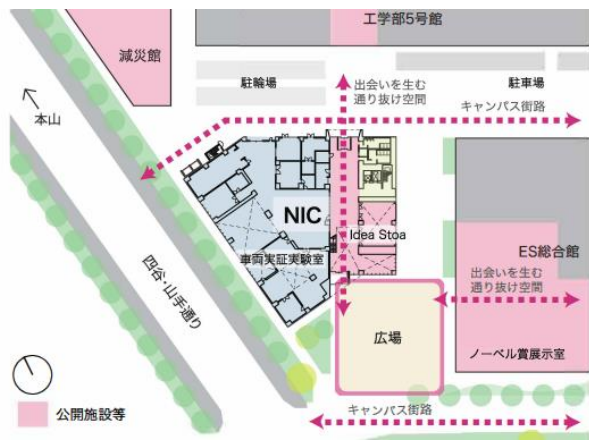 工学部5号館
減災館
出会いを生む
通り抜け空間
駐輪場
駐車場
キャンパス街路
本山
NIC
Idea Stoa
車両実証実験室
ES総合館
出会いを生む
通り抜け空間
四谷・山手通り
広場
ノーベル賞展示室
キャンパス街路
公開施設等